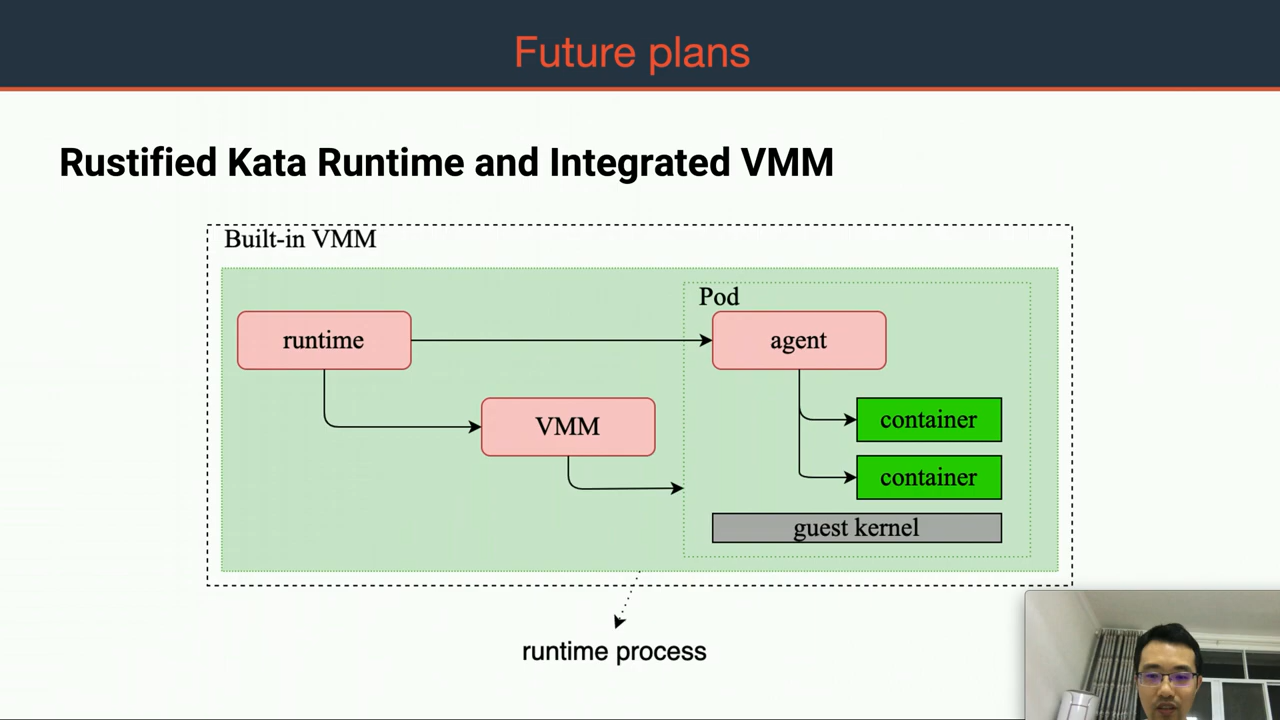 Future plans
Rustified Kata Runtime and Integrated VMM
Built-in VMM
Pod
runtime
agent
VMM
container
container
guest kernel
runtime process